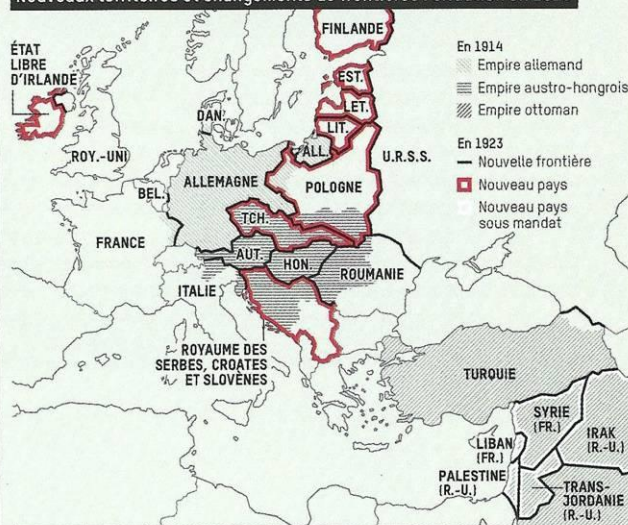 FINLANDE
ÉTAT
LIBRE
D'IRLANDE
EST.
LET.
LIT.
DAN.
ALL.
U.R.S.S.
ROY.-UNI
BEL.
ALLEMAGNE
POLOGNE
TCH.
FRANCE
AUT.
HON.
ROUMANIE
ITALIE
ROYAUME DES
SERBES, CROATES
ET SLOVÈNES
TURQUIE
SYRIE
(FR.)
IRAK
(R.-U.)
LIBAN
(FR.)
PALESTINE
(R.-U.)
TRANS-
JORDANIE
(R.-U.)
En 1914
Empire allemand
Empire austro-hongrois
Empire ottoman
En 1923
Nouvelle frontière
Nouveau pays
Nouveau pays
sous mandat